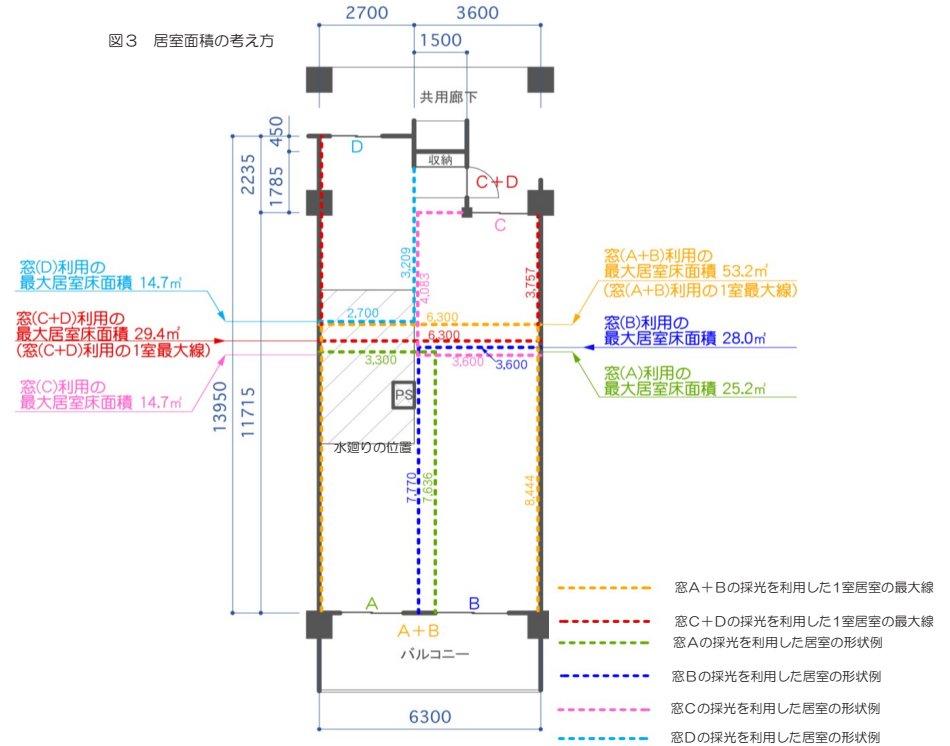 図3 居室面積の考え方
2700
3600
1500
共用廊下
450
2235
1785
D
収納
C+D
C
3,209
4,083
3,757
窓(D)利用の
最大居室床面積 14.7㎡
窓(A+B)利用の
最大居室床面積 53.2㎡
(窓(A+B)利用の1室最大線)
2,700
6,300
窓(C+D)利用の
最大居室床面積 29.4㎡
(窓(C+D)利用の1室最大線)
6,300
窓(B)利用の
最大居室床面積 28.0㎡
3,300
3,600
3,600
窓(C)利用の
最大居室床面積 14.7㎡
窓(A)利用の
最大居室床面積 25.2㎡
13950
11715
PS
水廻りの位置
7,770
7,636
8,444
A
B
A+B
バルコニー
6300
窓A+Bの採光を利用した1室居室の最大線
窓C+Dの採光を利用した1室居室の最大線
窓Aの採光を利用した居室の形状例
窓Bの採光を利用した居室の形状例
窓Cの採光を利用した居室の形状例
窓Dの採光を利用した居室の形状例